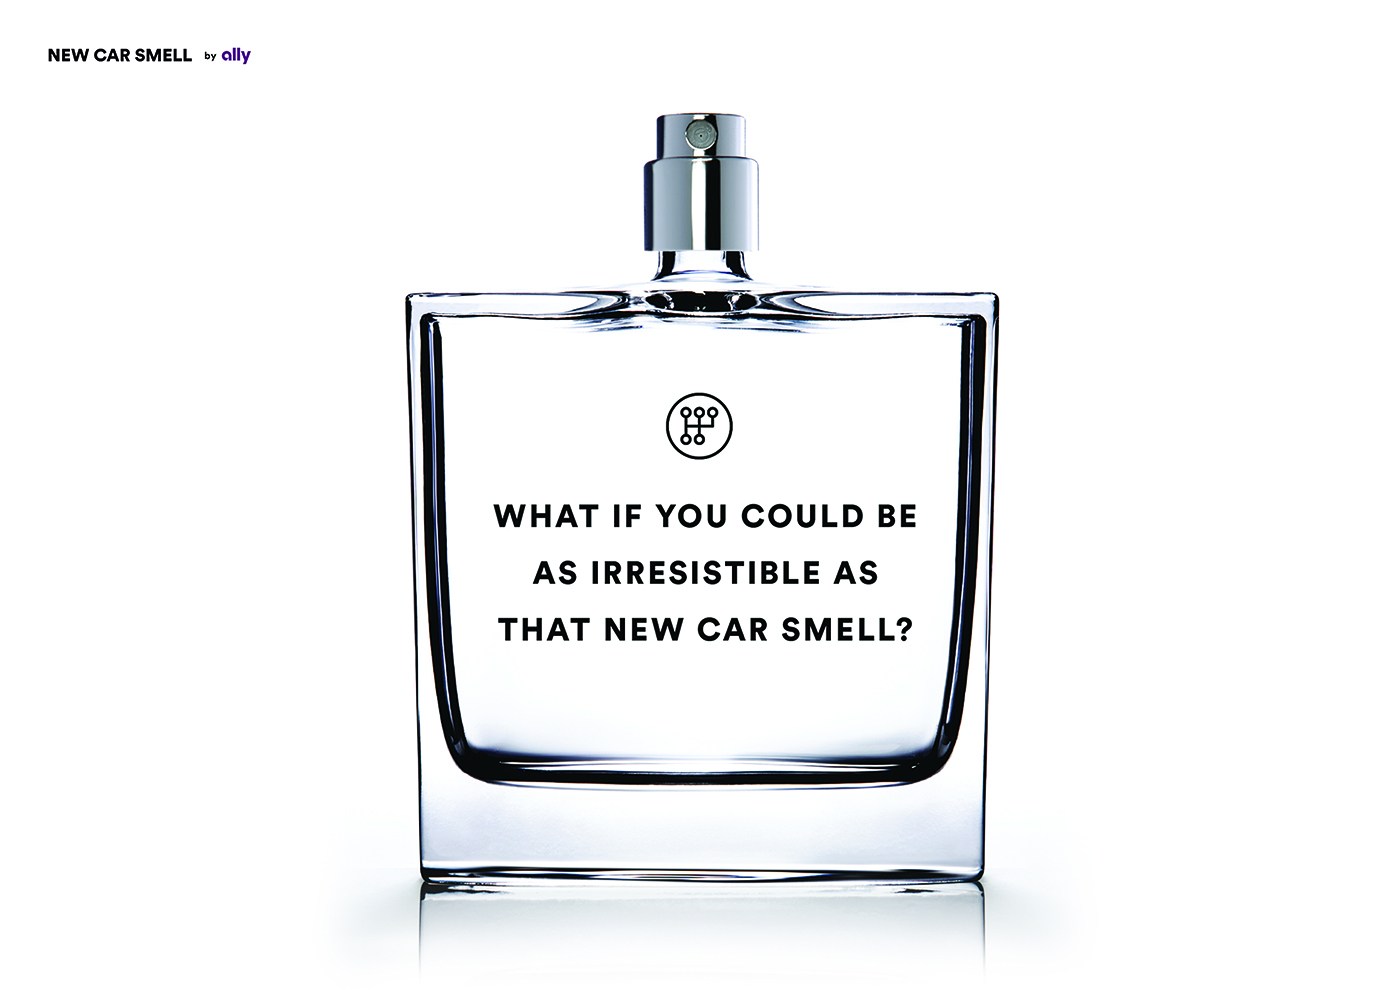 NEW CAR SMELL by ally
WHAT IF YOU COULD BE
AS IRRESISTIBLE AS
THAT NEW CAR SMELL?